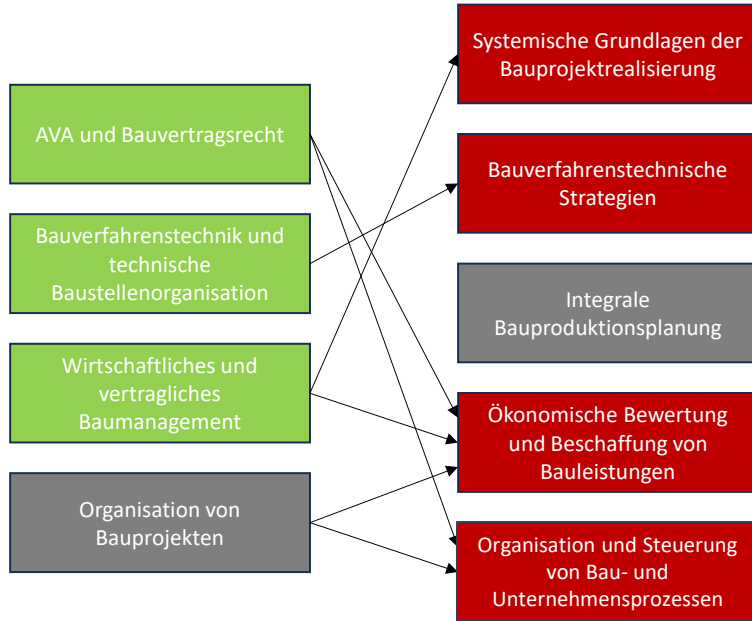 AVA und Bauvertragsrecht
Bauverfahrenstechnik und
technische
Baustellenorganisation
Wirtschaftliches und
vertragliches
Baumanagement
Organisation von
Bauprojekten
Systemische Grundlagen der
Bauprojektrealisierung
Bauverfahrenstechnische
Strategien
Integrale
Bauproduktionsplanung
Ökonomische Bewertung
und Beschaffung von
Bauleistungen
Organisation und Steuerung
von Bau- und
Unternehmensprozessen